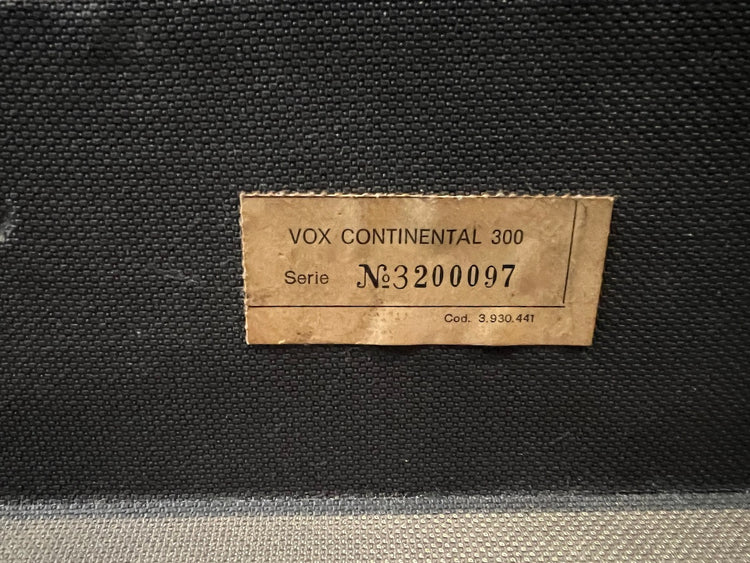 VOX CONTINENTAL 300
Serie №3200097
Cod. 3.930.441